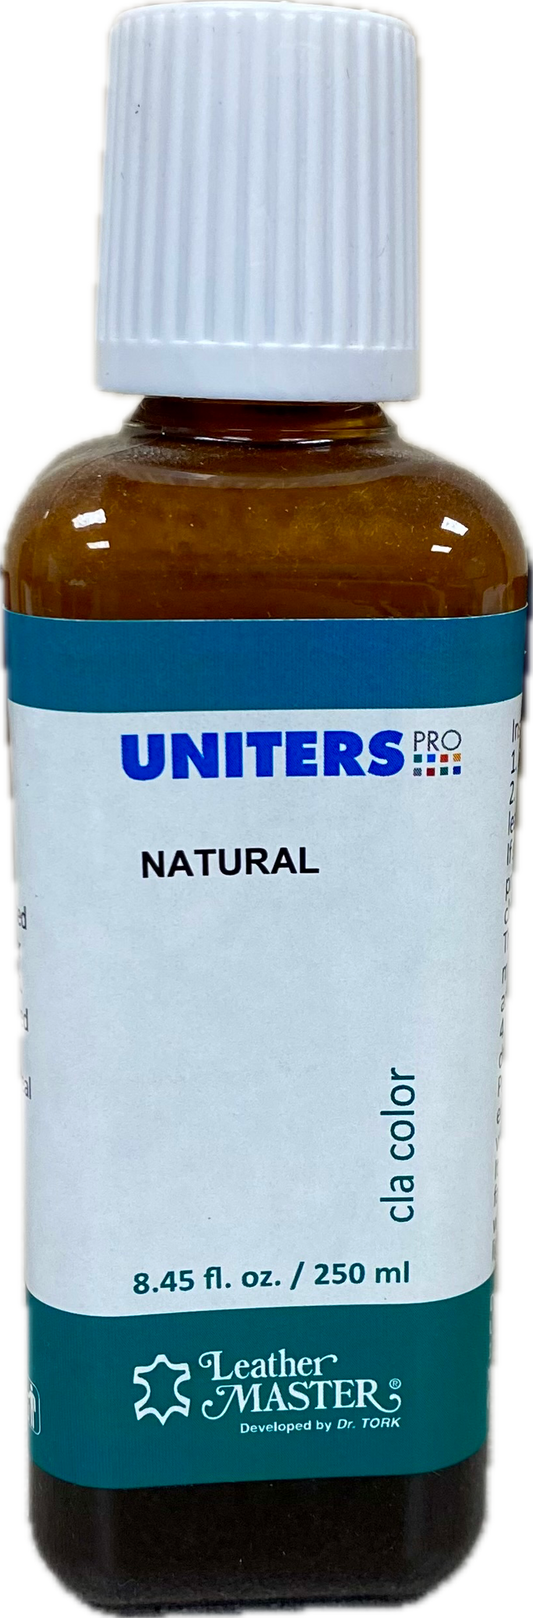 UNITERS PRO
NATURAL
cla color
8.45 fl. oz. / 250 ml
Leather
MASTER®
Developed by Dr. TORK